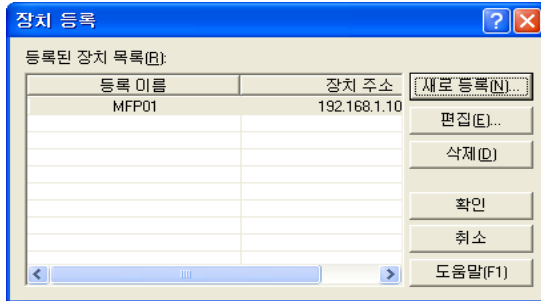 장치 등록
등록된 장치 목록(R):
등록 이름 장치 주소
MFP01 192.168.1.10
새로 등록(N)...
편집(E)...
삭제(D)
확인
취소
도움말(F1)